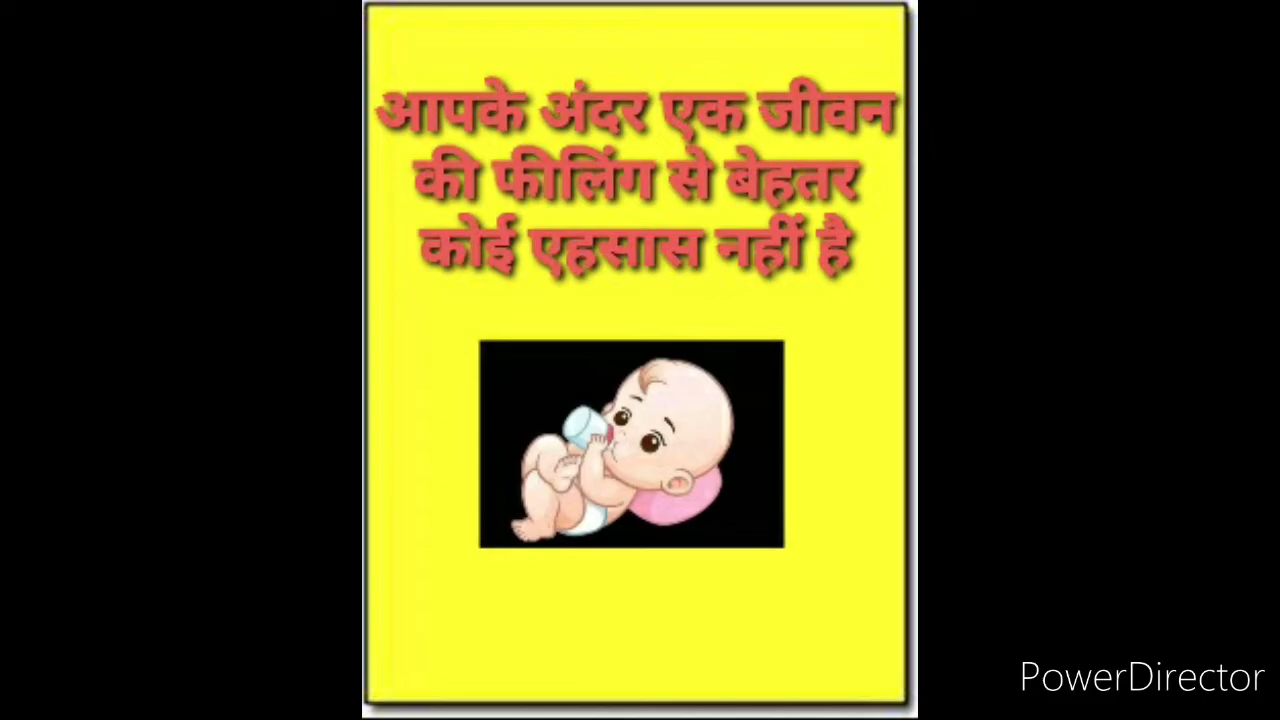 आपके अंदर एक जीवन
की फीलिंग से बेहतर
कोई एहसास नहीं है
PowerDirector